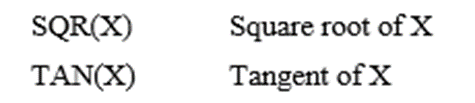 SQR(X) Square root of X
TAN(X) Tangent of X